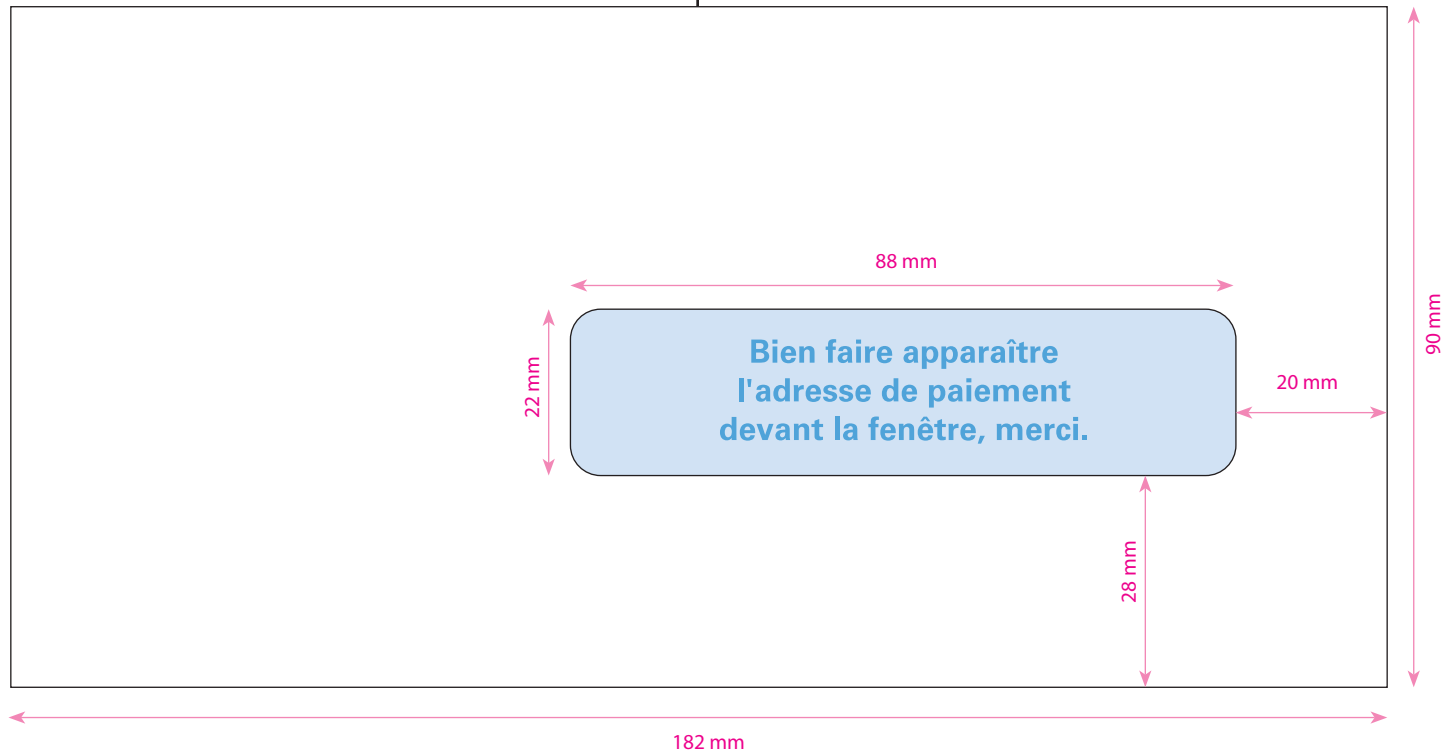 88 mm
90 mm
22 mm
Bien faire apparaître
l'adresse de paiement
devant la fenêtre, merci.
20 mm
28 mm
182 mm